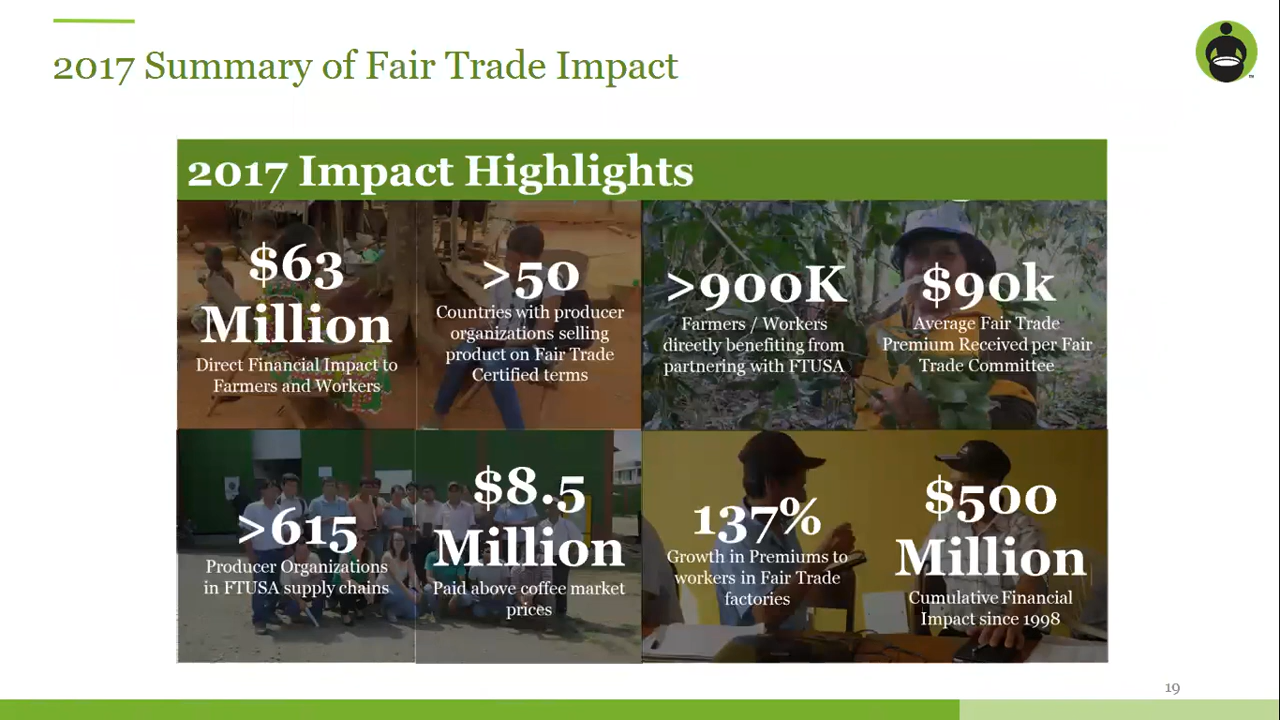 2017 Summary of Fair Trade Impact
2017 Impact Highlights
$63
Million
Direct Financial Impact to
Farmers and Workers
>50
Countries with producer
organizations selling
product on Fair Trade
Certified terms
>900K
Farmers / Workers
directly benefiting from
partnering with FTUSA
$90k
Average Fair Trade
Premium Received per Fair
Trade Committee
>615
Producer Organizations
in FTUSA supply chains
$8.5
Million
Paid above coffee market
prices
137%
Growth in Premiums to
workers in Fair Trade
factories
$500
Million
Cumulative Financial
Impact since 1998
19